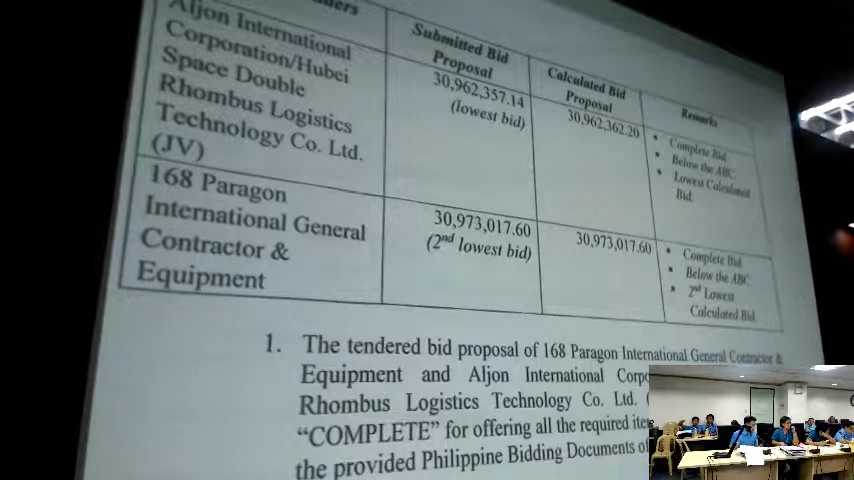 Submitted Bid
Proposal
Calculated Bid
Proposal
Remarks
Aljon International
Corporation/Hubei
Space Double
Rhombus Logistics
Technology Co. Ltd.
(JV)
30,962,357.14
(lowest bid)
30,962,362.20
• Complete Bid
• Below the ABC
• Lowest Calculated
Bid
168 Paragon
International General
Contractor &
Equipment
30,973,017.60
(2nd lowest bid)
30,973,017.60
• Complete Bid
• Below the ABC
• 2nd Lowest
Calculated Bid
1. The tendered bid proposal of 168 Paragon International General Contractor &
Equipment and Aljon International
Rhombus Logistics Technology Co. Ltd.
“COMPLETE” for offering all the required
the provided Philippine Bidding Documents